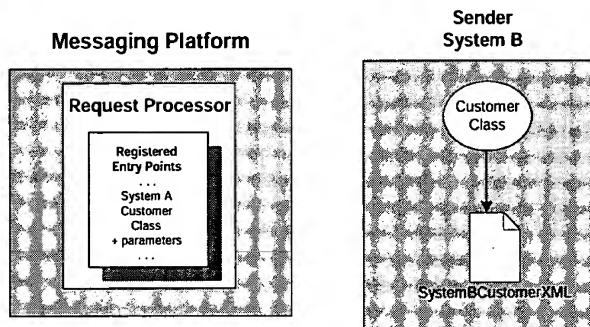 Messaging Platform
Request Processor
Registered
Entry Points
. . .
System A
Customer
Class
+ parameters
. . .
Sender
System B
Customer
Class
SystemBCustomerXML